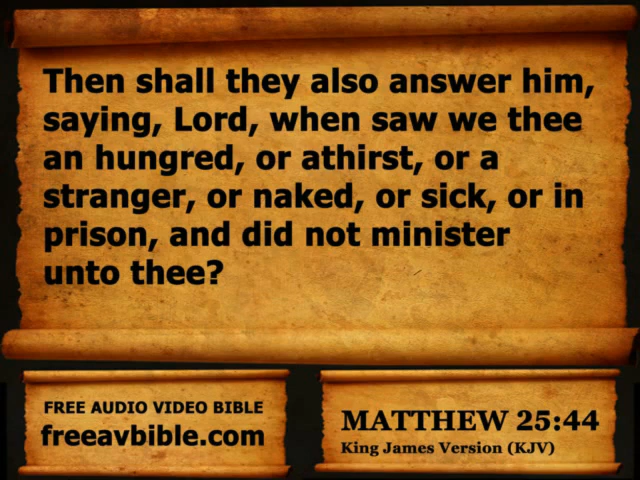 Then shall they also answer him,
saying, Lord, when saw we thee
an hungred, or athirst, or a
stranger, or naked, or sick, or in
prison, and did not minister
unto thee?
FREE AUDIO VIDEO BIBLE
freeavbible.com
MATTHEW 25:44
King James Version (KJV)